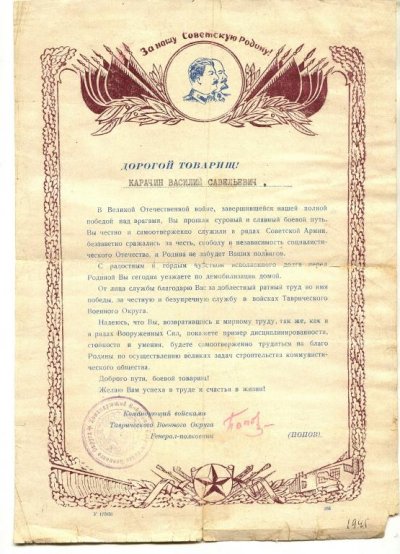 За нашу Советскую Родину!
ДОРОГОЙ ТОВАРИЩ!
КАРАЧИН ВАСИЛИЙ САВЕЛЬЕВИЧ.
В Великой Отечественной войне, завершившейся нашей полной
победой над врагами, Вы прошли суровый и славный боевой путь.
Вы честно и самоотверженно служили в рядах Советской Армии,
беззаветно сражались за честь, свободу и независимость социалисти-
ческого Отечества, и Родина не забудет Ваших подвигов.
С радостным и гордым чувством исполненного долга перед
Родиной Вы сегодня уезжаете по демобилизации домой.
От лица службы благодарю Вас за доблестный ратный труд во имя
победы, за честную и безупречную службу в войсках Таврического
Военного Округа.
Надеюсь, что Вы, возвратившись к мирному труду, так же, как и
в рядах Вооруженных Сил, покажете пример дисциплинированности,
стойкости и умения, будете самоотверженно трудиться на благо
Родины по осуществлению великих задач строительства коммунисти-
ческого общества.
Доброго пути, боевой товарищ!
Желаю Вам успеха в труде и счастья в жизни!
Командующий войсками
Таврического Военного Округа
Генерал-полковник
Попов
(ПОПОВ).